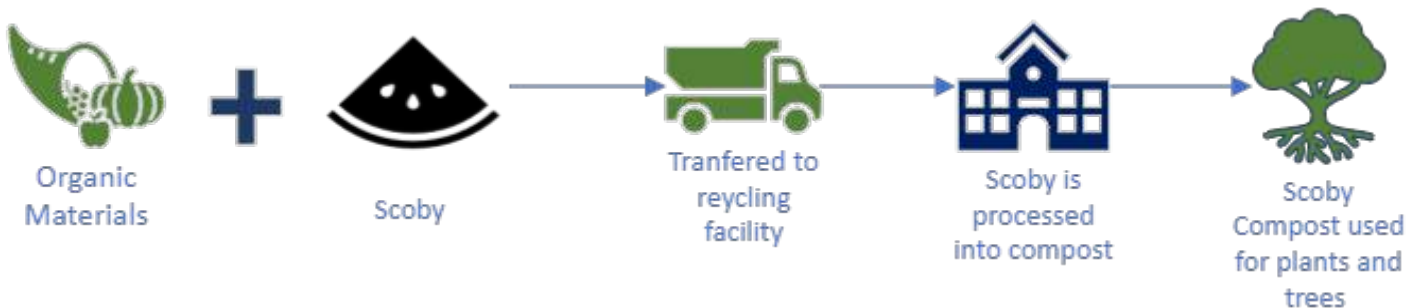 Organic
Materials
Scoby
Tranfered to
reycling
facility
Scoby is
processed
into compost
Scoby
Compost used
for plants and
trees